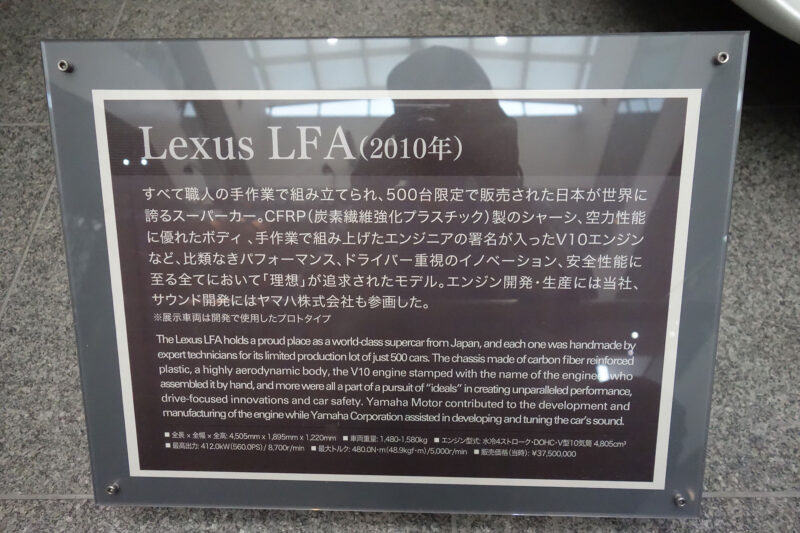 Lexus LFA(2010年)
すべて職人の手作業で組み立てられ、500台限定で販売された日本が世界に
誇るスーパーカー。CFRP(炭素繊維強化プラスチック)製のシャーシ、空力性能
に優れたボディ、手作業で組み上げたエンジニアの署名が入ったV10エンジン
など、比類なきパフォーマンス、ドライバー重視のイノベーション、安全性能に
至る全てにおいて「理想」が追求されたモデル。エンジン開発・生産には当社、
サウンド開発にはヤマハ株式会社も参画した。
※展示車両は開発で使用したプロトタイプ
The Lexus LFA holds a proud place as a world-class supercar from Japan, and each one was handmade by
expert technicians for its limited production lot of just 500 cars. The chassis made of carbon fiber reinforced
plastic, a highly aerodynamic body, the V10 engine stamped with the name of the engineer who
assembled it by hand, and more were all a part of a pursuit of "ideals" in creating unparalleled performance,
drive-focused innovations and car safety. Yamaha Motor contributed to the development and
manufacturing of the engine while Yamaha Corporation assisted in developing and tuning the car's sound.
■ 全長 × 全幅 × 全高: 4,505mm x 1,895mm x 1,220mm ■ 車両重量: 1,480-1,580kg ■ エンジン型式: 水冷4ストローク・DOHC・V型10気筒 4,805cm³
■ 最高出力: 412.0kW(560.0PS) / 8,700r/min ■ 最大トルク: 480.0N・m(48.9kgf・m)/5,000r/min ■ 販売価格(当時): ¥37,500,000